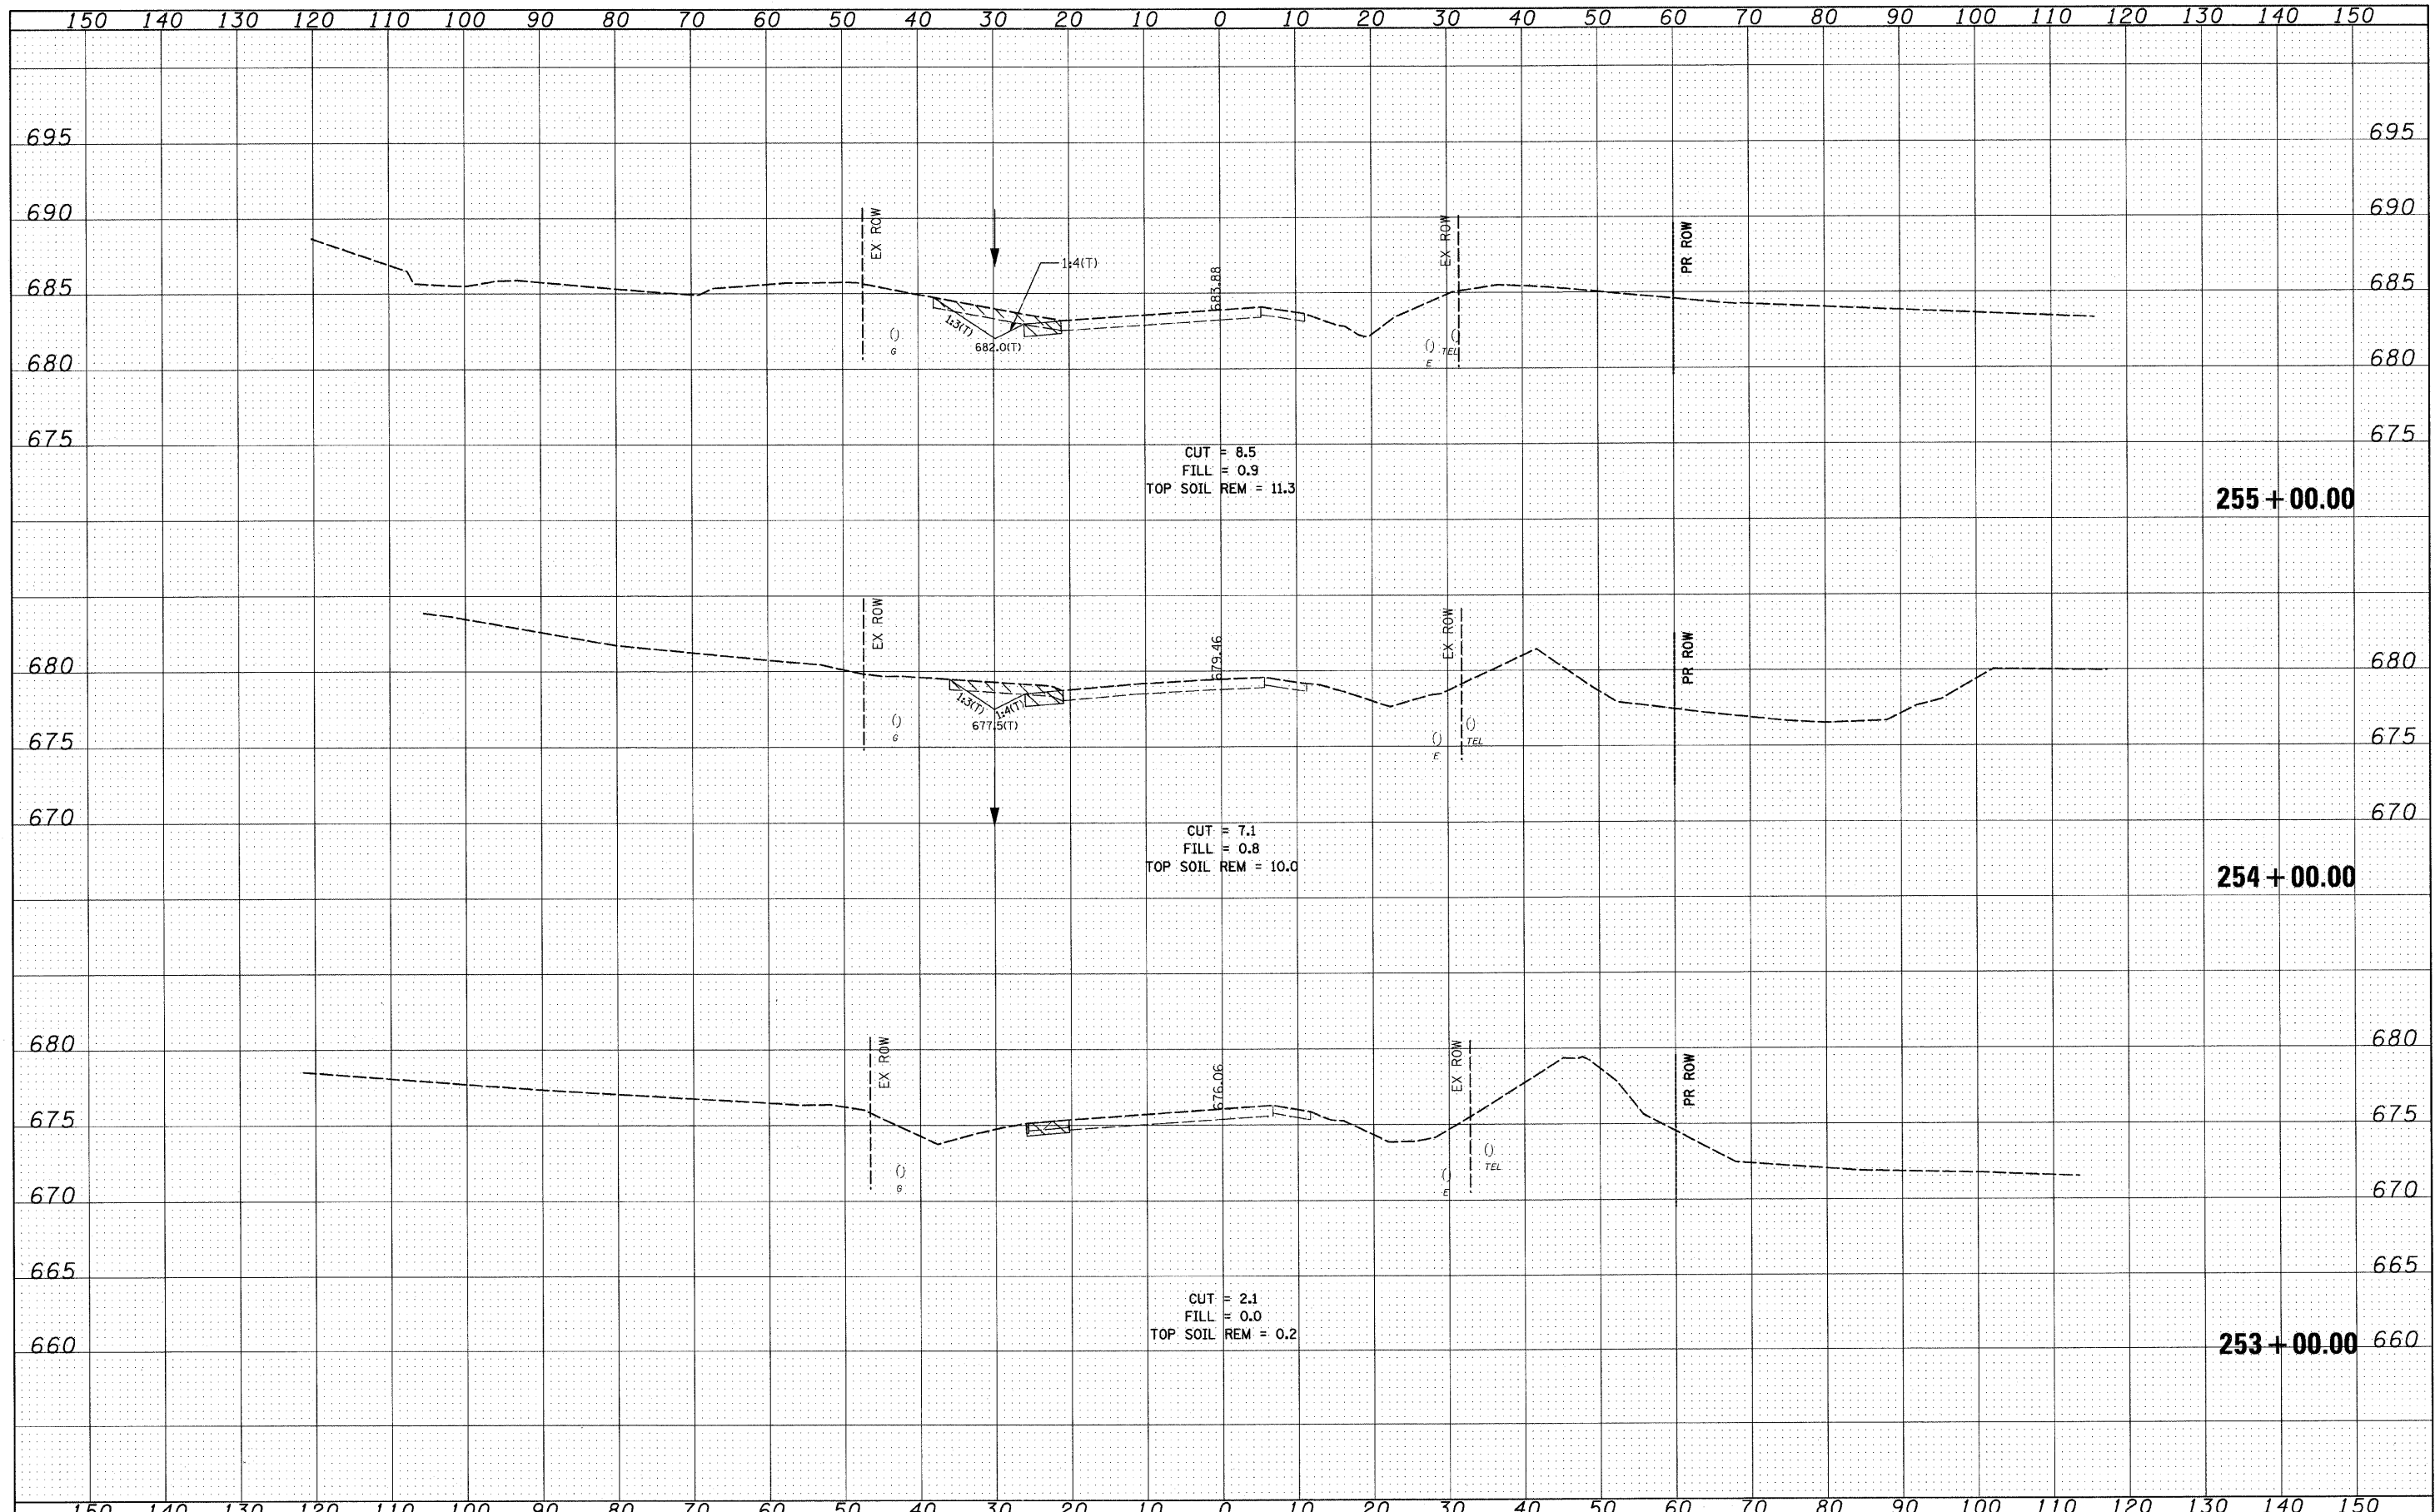 150 140 130 120 110 100 90 80 70 60 50 40 30 20 10 0 10 20 30 40 50 60 70 80 90 100 110 120 130 140 150
695 695
690 690
EX ROW
EX ROW
PR ROW
1:4(T)
685 683.88 685
1:3(T)
682.0(T)
G
E
TEL
680 680
675 675
CUT = 8.5
FILL = 0.9
TOP SOIL REM = 11.3
255+00.00
EX ROW
EX ROW
PR ROW
680 679.46 680
1:3(T)
1:4(T)
677.5(T)
G
E
TEL
675 675
670 670
CUT = 7.1
FILL = 0.8
TOP SOIL REM = 10.0
254+00.00
680 680
EX ROW
EX ROW
PR ROW
676.06
675 675
G
E
TEL
670 670
665 665
CUT = 2.1
FILL = 0.0
TOP SOIL REM = 0.2
660 253+00.00 660
150 140 130 120 110 100 90 80 70 60 50 40 30 20 10 0 10 20 30 40 50 60 70 80 90 100 110 120 130 140 150